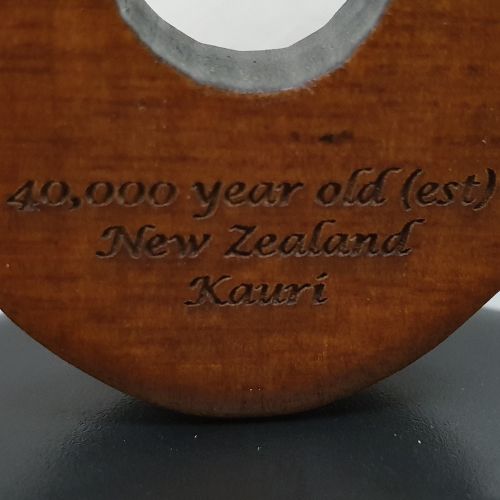 40,000 year old (est)
New Zealand
Kauri